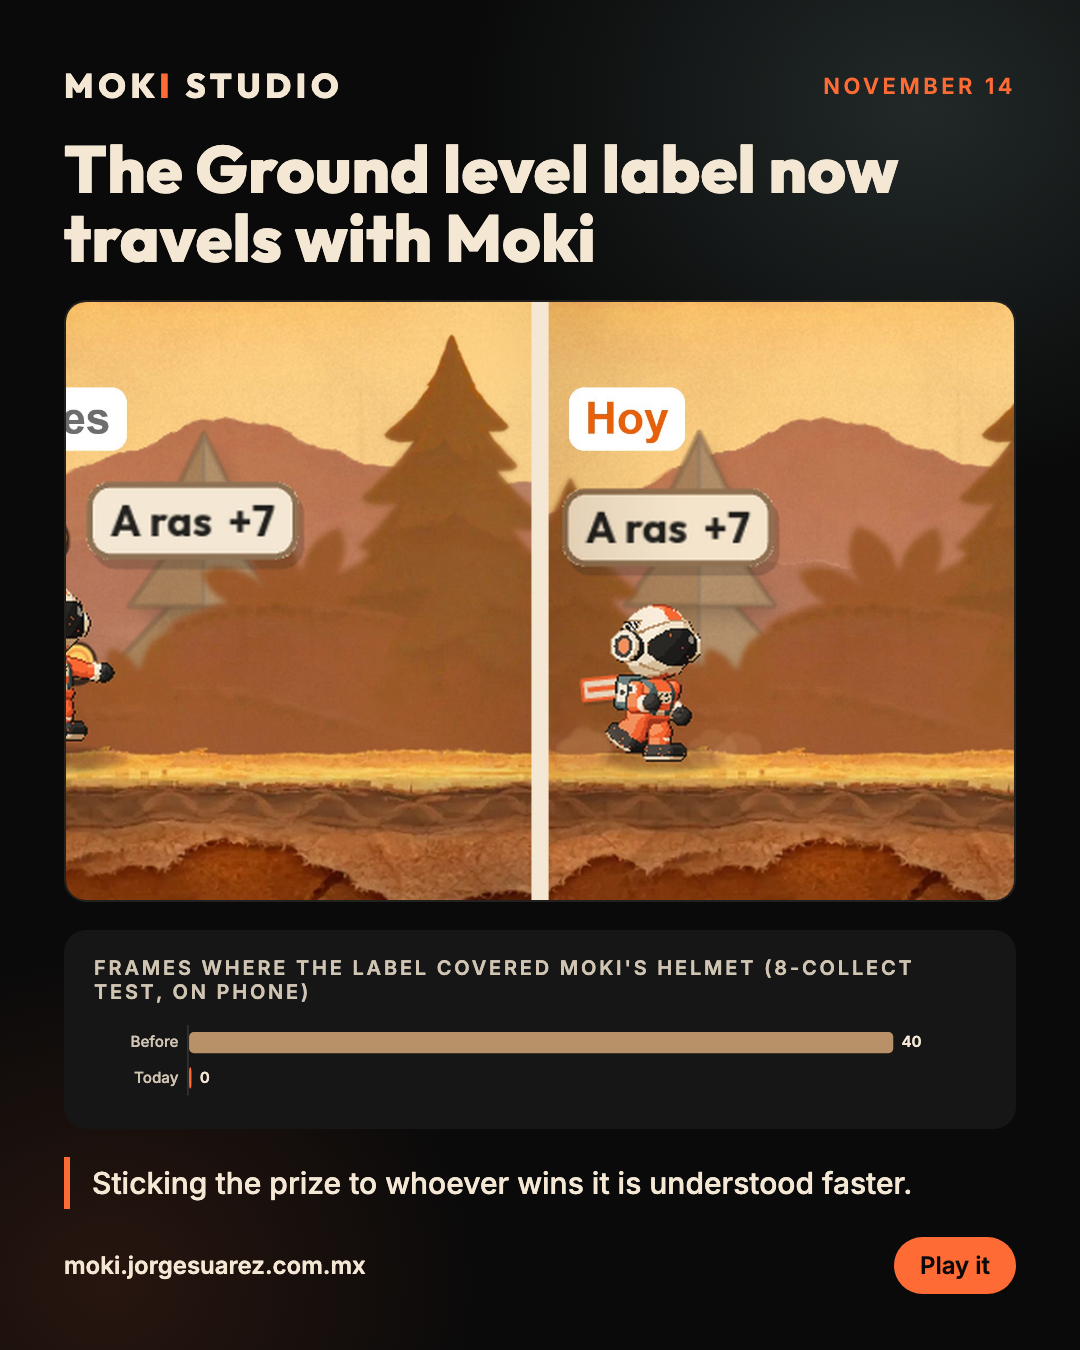 MOKI STUDIO
NOVEMBER 14
The Ground level label now
travels with Moki
es
Hoy
A ras +7
A ras +7
FRAMES WHERE THE LABEL COVERED MOKI'S HELMET (8-COLLECT
TEST, ON PHONE)
Before 40
Today 0
Sticking the prize to whoever wins it is understood faster.
moki.jorgesuarez.com.mx
Play it